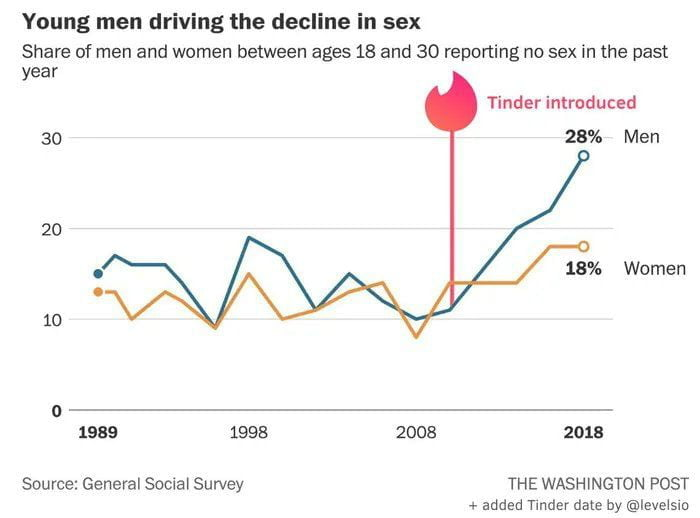 Young men driving the decline in sex
Share of men and women between ages 18 and 30 reporting no sex in the past
year
Tinder introduced
30
28% Men
20
18% Women
10
0
1989 1998 2008 2018
Source: General Social Survey
THE WASHINGTON POST
+ added Tinder date by @levelsio